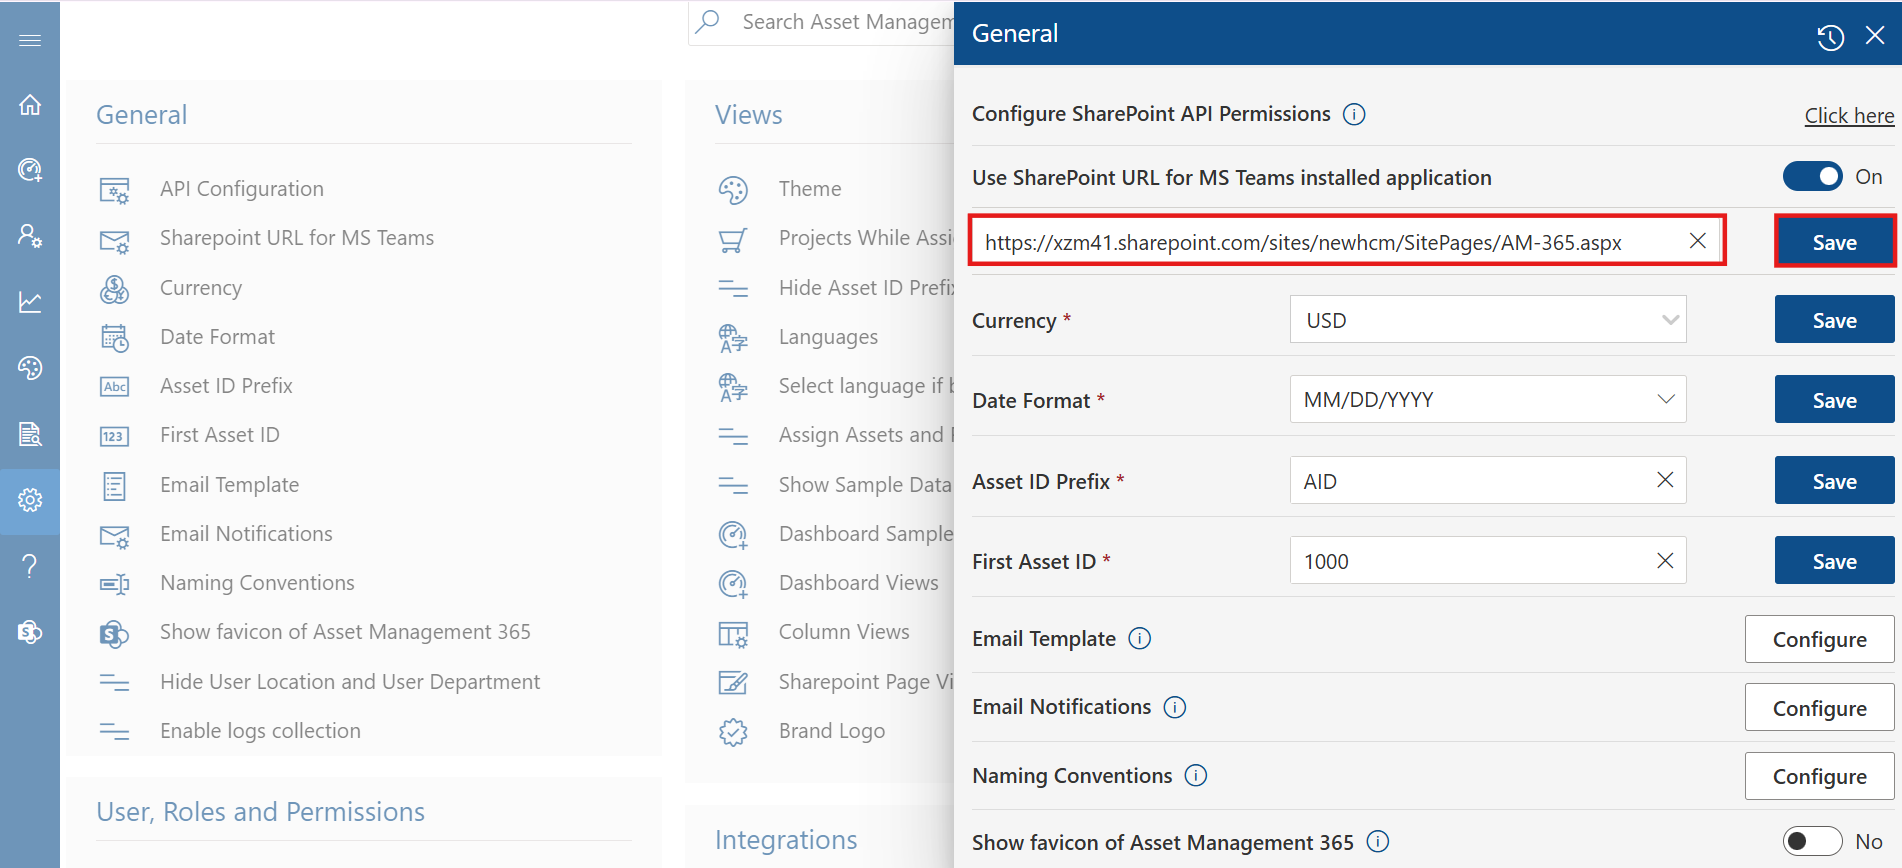 Search Asset Managem
General
API Configuration
Sharepoint URL for MS Teams
Currency
Date Format
Abc
Asset ID Prefix
123
First Asset ID
Email Template
Email Notifications
Naming Conventions
Show favicon of Asset Management 365
Hide User Location and User Department
Enable logs collection
User, Roles and Permissions
Views
Theme
Projects While Assi
Hide Asset ID Prefix
Languages
Select language if b
Assign Assets and
Show Sample Data
Dashboard Sample
Dashboard Views
Column Views
Sharepoint Page Vi
Brand Logo
Integrations
General
Configure SharePoint API Permissions
Click here
Use SharePoint URL for MS Teams installed application
On
https://xzm41.sharepoint.com/sites/newhcm/SitePages/AM-365.aspx
Save
Currency *
USD
Save
Date Format *
MM/DD/YYYY
Save
Asset ID Prefix *
AID
Save
First Asset ID *
1000
Save
Email Template
Configure
Email Notifications
Configure
Naming Conventions
Configure
Show favicon of Asset Management 365
No